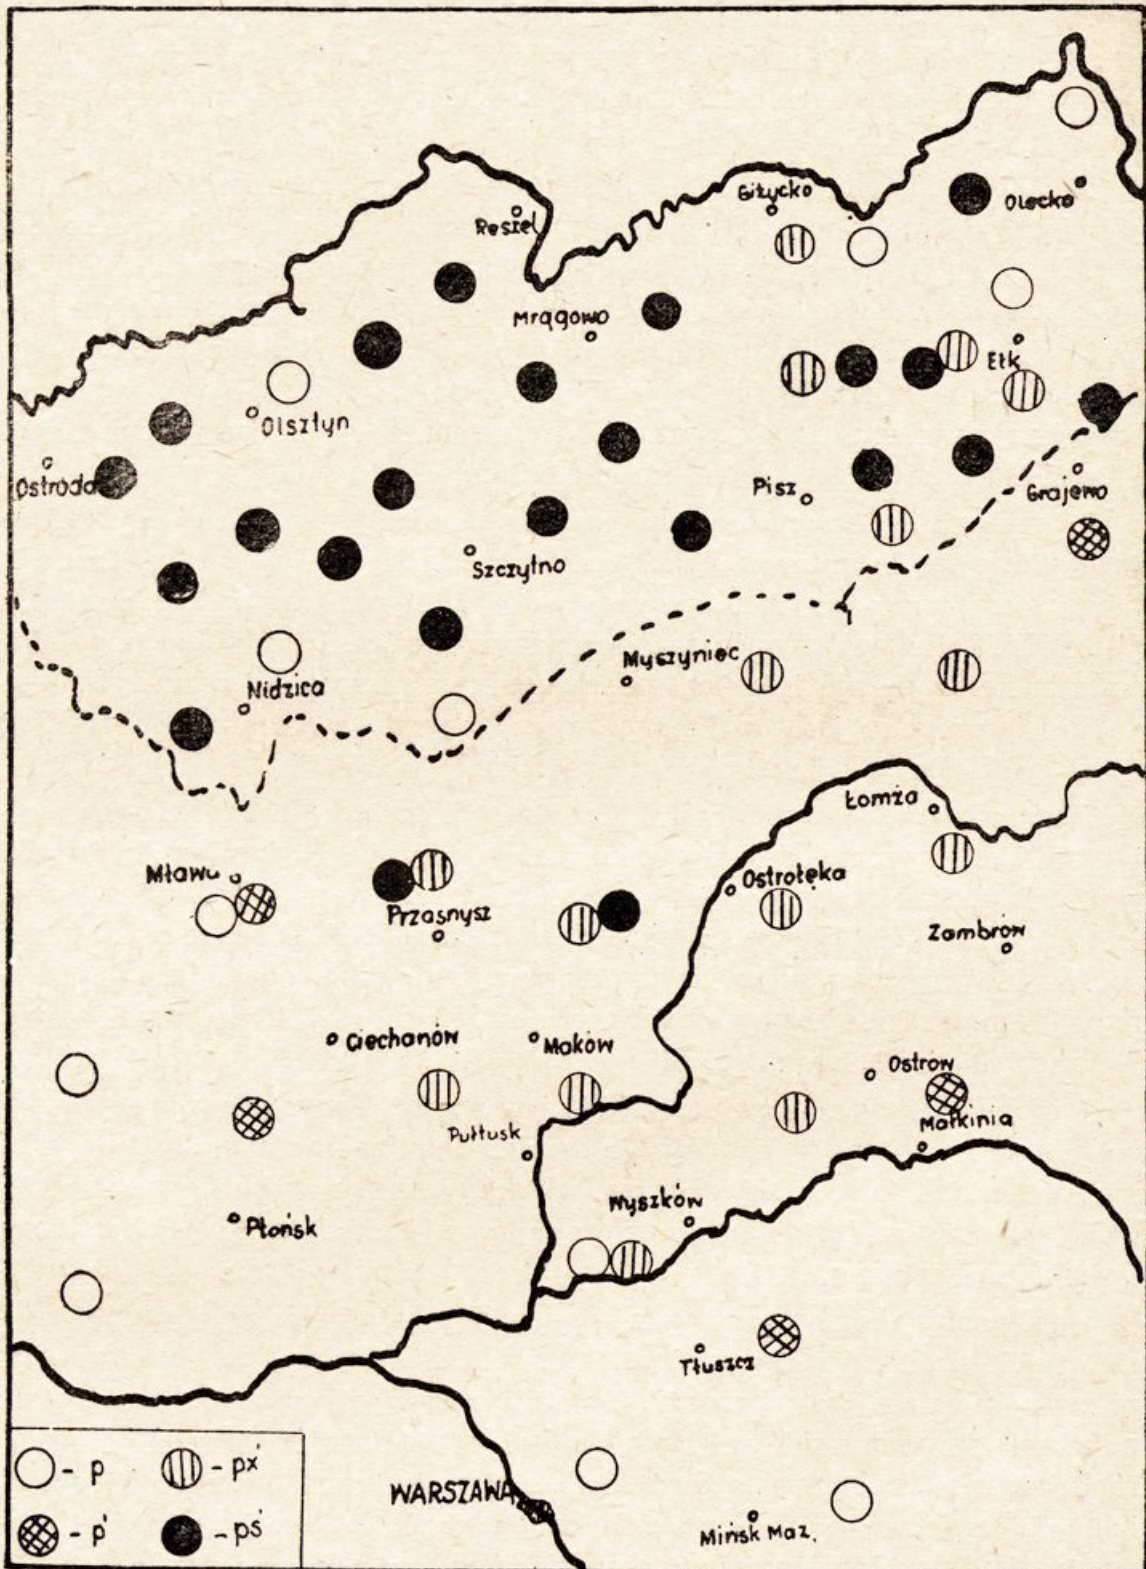 Reszel
Giżycko
Olecko
Mrągowo
Ełk
Olsztyn
Ostróda
Pisz
Grajewo
Szczytno
Myszyniec
Nidzica
Łomża
Mława
Ostrołęka
Przasnysz
Zambrów
Ciechanów
Maków
Ostrów
Małkinia
Pułtusk
Wyszków
Płońsk
Tłuszcz
WARSZAWA
Mińsk Maz.
- p
- px́
- ṕ
- pś